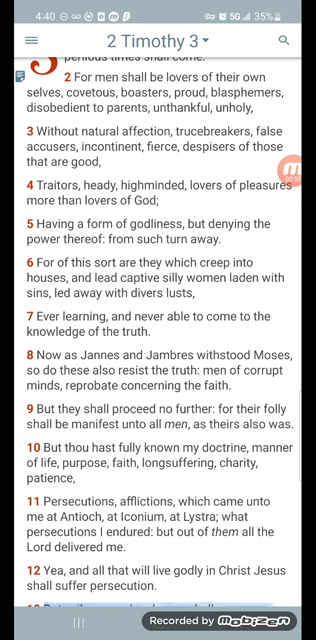 4:40
5G 35%
2 Timothy 3
3 perilous times shall come.
2 For men shall be lovers of their own
selves, covetous, boasters, proud, blasphemers,
disobedient to parents, unthankful, unholy,
3 Without natural affection, trucebreakers, false
accusers, incontinent, fierce, despisers of those
that are good,
4 Traitors, heady, highminded, lovers of pleasures
more than lovers of God;
5 Having a form of godliness, but denying the
power thereof: from such turn away.
6 For of this sort are they which creep into
houses, and lead captive silly women laden with
sins, led away with divers lusts,
7 Ever learning, and never able to come to the
knowledge of the truth.
8 Now as Jannes and Jambres withstood Moses,
so do these also resist the truth: men of corrupt
minds, reprobate concerning the faith.
9 But they shall proceed no further: for their folly
shall be manifest unto all men, as theirs also was.
10 But thou hast fully known my doctrine, manner
of life, purpose, faith, longsuffering, charity,
patience,
11 Persecutions, afflictions, which came unto
me at Antioch, at Iconium, at Lystra; what
persecutions I endured: but out of them all the
Lord delivered me.
12 Yea, and all that will live godly in Christ Jesus
shall suffer persecution.
Recorded by mobizen